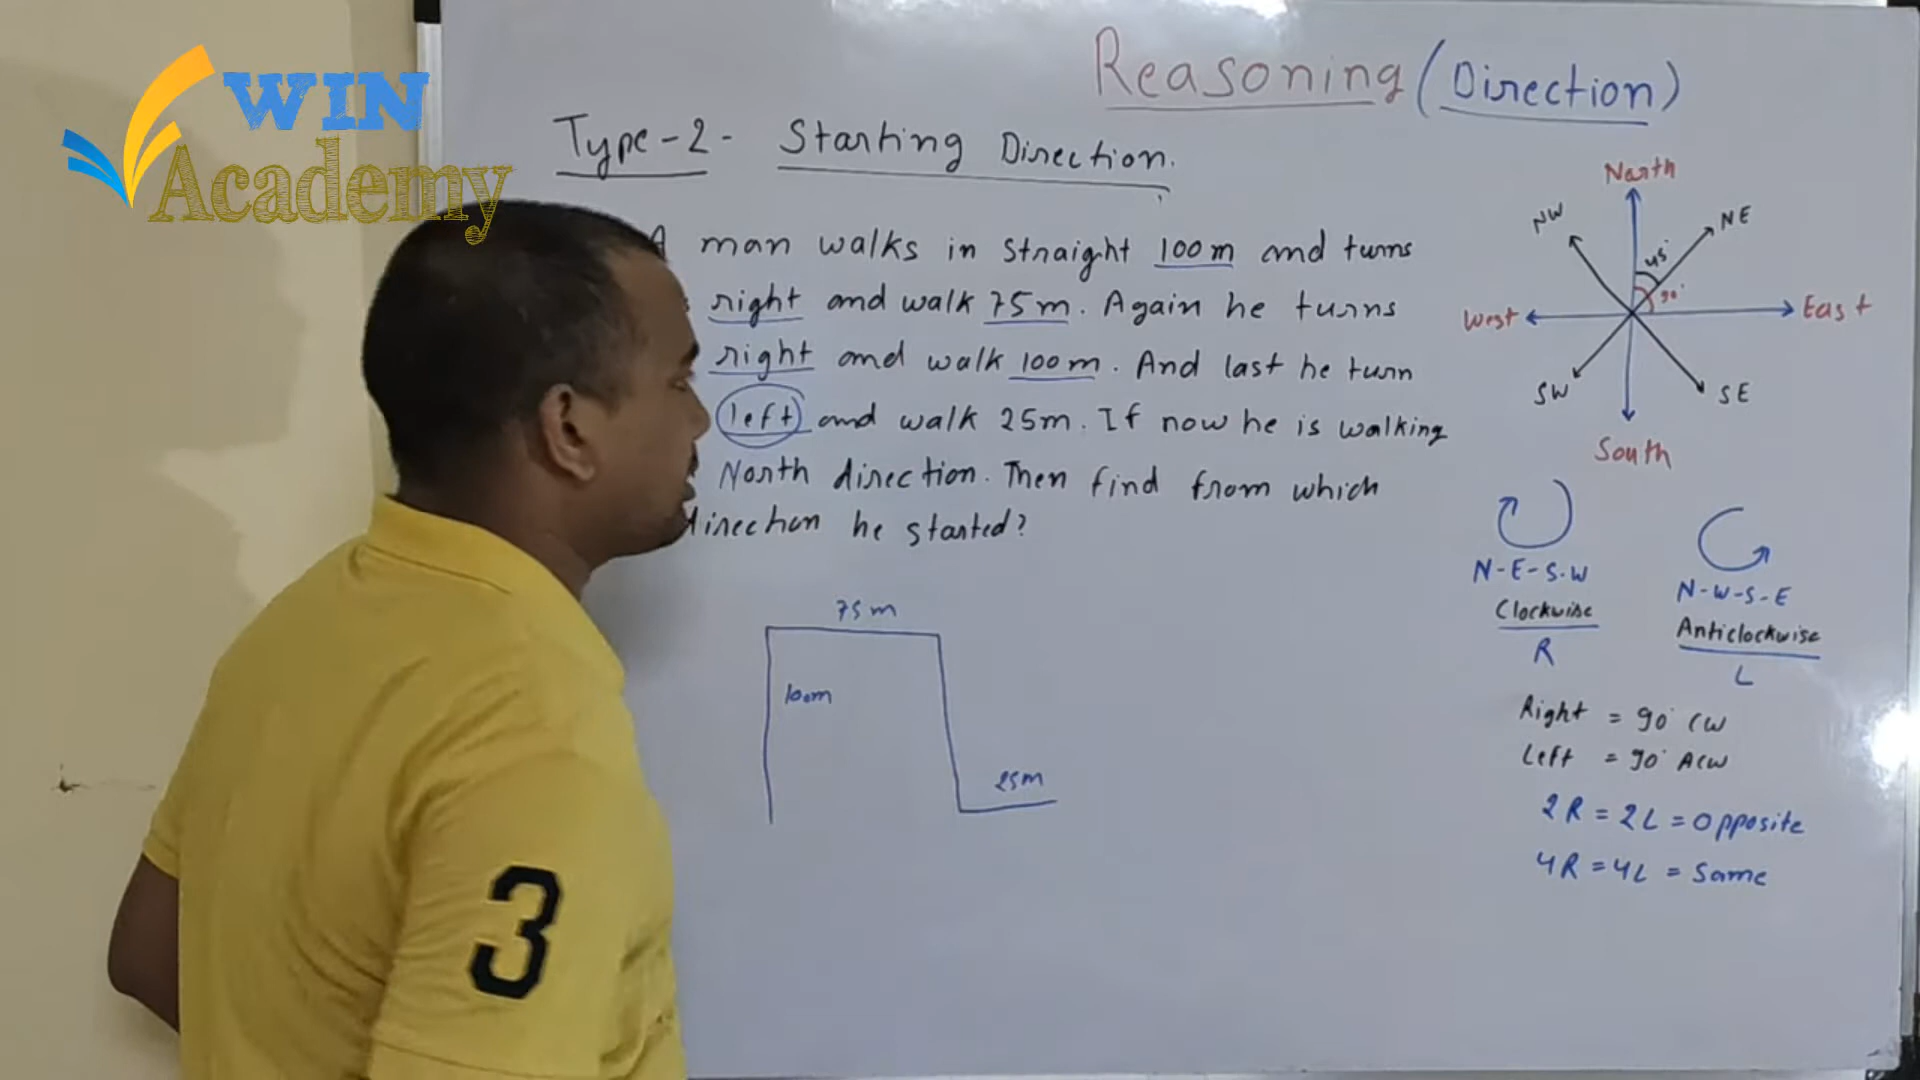 WIN
Academy
Reasoning (Direction)
Type-2- Starting Direction.
A man walks in straight 100m and turns
right and walk 75m. Again he turns
right and walk 100m. And last he turn
left and walk 25m. If now he is walking
North direction. Then find from which
direction he started?
75m
100m
25m
North
NW
NE
45°
90°
West
East
SW
SE
South
N-E-S-W
Clockwise
R
N-W-S-E
Anticlockwise
L
Right = 90° CW
Left = 90° ACW
2R = 2L = Opposite
4R = 4L = Same
3